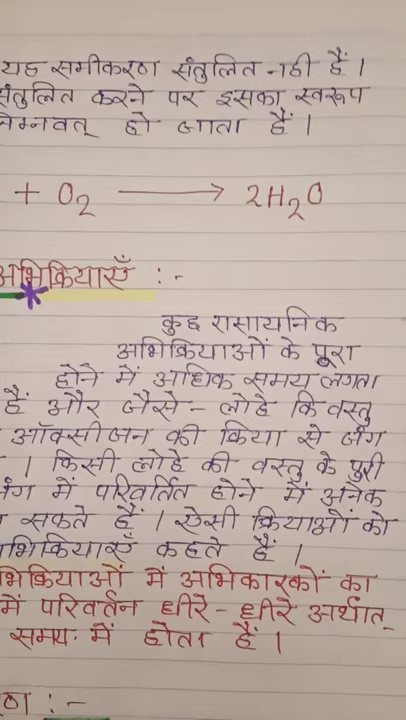 यह समीकरण संतुलित नही हैं ।
संतुलित करने पर इसका स्वरूप
निम्नवत् हो जाता हैं ।
+ O₂ ⟶ 2H₂O
अभिक्रियाएँ :-
कुछ रासायनिक
अभिक्रियाओं के पूरा
होने में अधिक समय लगता
हैं और जैसे - लोहे कि वस्तु
ऑक्सीजन की क्रिया से जंग
। किसी लोहे की वस्तु के पुरी
जंग में परिवर्तित होने में अनेक
सकते हैं । ऐसी क्रियाओं को
अभिक्रियाएँ कहते हैं ।
भिक्रियाओं में अभिकारकों का
में परिवर्तन धीरे - धीरे अर्थात्
समय में होता हैं ।
ण :-